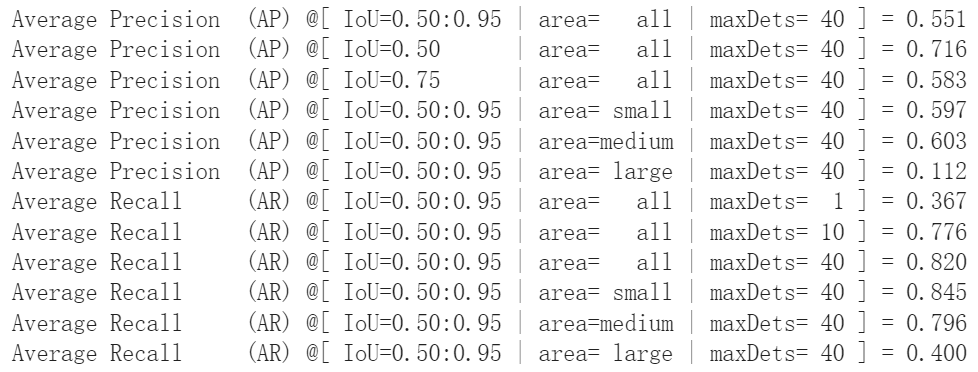 Average Precision  (AP) @[ IoU=0.50:0.95 | area=   all | maxDets= 40 ] = 0.551
Average Precision  (AP) @[ IoU=0.50      | area=   all | maxDets= 40 ] = 0.716
Average Precision  (AP) @[ IoU=0.75      | area=   all | maxDets= 40 ] = 0.583
Average Precision  (AP) @[ IoU=0.50:0.95 | area= small | maxDets= 40 ] = 0.597
Average Precision  (AP) @[ IoU=0.50:0.95 | area=medium | maxDets= 40 ] = 0.603
Average Precision  (AP) @[ IoU=0.50:0.95 | area= large | maxDets= 40 ] = 0.112
Average Recall     (AR) @[ IoU=0.50:0.95 | area=   all | maxDets=  1 ] = 0.367
Average Recall     (AR) @[ IoU=0.50:0.95 | area=   all | maxDets= 10 ] = 0.776
Average Recall     (AR) @[ IoU=0.50:0.95 | area=   all | maxDets= 40 ] = 0.820
Average Recall     (AR) @[ IoU=0.50:0.95 | area= small | maxDets= 40 ] = 0.845
Average Recall     (AR) @[ IoU=0.50:0.95 | area=medium | maxDets= 40 ] = 0.796
Average Recall     (AR) @[ IoU=0.50:0.95 | area= large | maxDets= 40 ] = 0.400